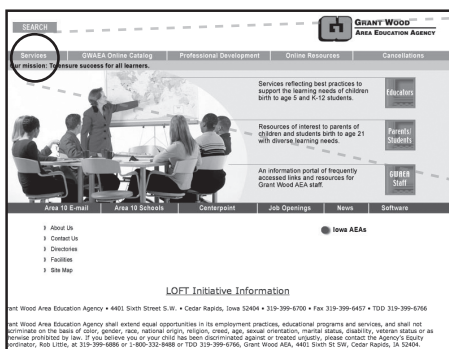 SEARCH
GRANT WOOD
AREA EDUCATION AGENCY
Services GWAEA Online Catalog Professional Development Online Resources Cancellations
our mission: To ensure success for all learners.
Services reflecting best practices to
support the learning needs of children
birth to age 5 and K-12 students.
Educators
Resources of interest to parents of
children and students birth to age 21
with diverse learning needs.
Parents/
Students
An information portal of frequently
accessed links and resources for
Grant Wood AEA staff.
GWAEA
Staff
Area 10 E-mail Area 10 Schools Centerpoint Job Openings News Software
About Us
Contact Us
Directories
Facilities
Site Map
Iowa AEAs
LOFT Initiative Information
rant Wood Area Education Agency • 4401 Sixth Street S.W. • Cedar Rapids, Iowa 52404 • 319-399-6700 • Fax 319-399-6457 • TDD 319-399-6766
rant Wood Area Education Agency shall extend equal opportunities in its employment practices, educational programs and services, and shall not
scriminate on the basis of color, gender, race, national origin, religion, creed, age, sexual orientation, marital status, disability, veteran status or as
herwise prohibited by law. If you believe you or your child has been discriminated against or treated unjustly, please contact the Agency's Equity
oordinator, Rob Little, at 319-399-6886 or 1-800-332-8488 or TDD 319-399-6766, Grant Wood AEA, 4401 Sixth St SW, Cedar Rapids, IA 52404.